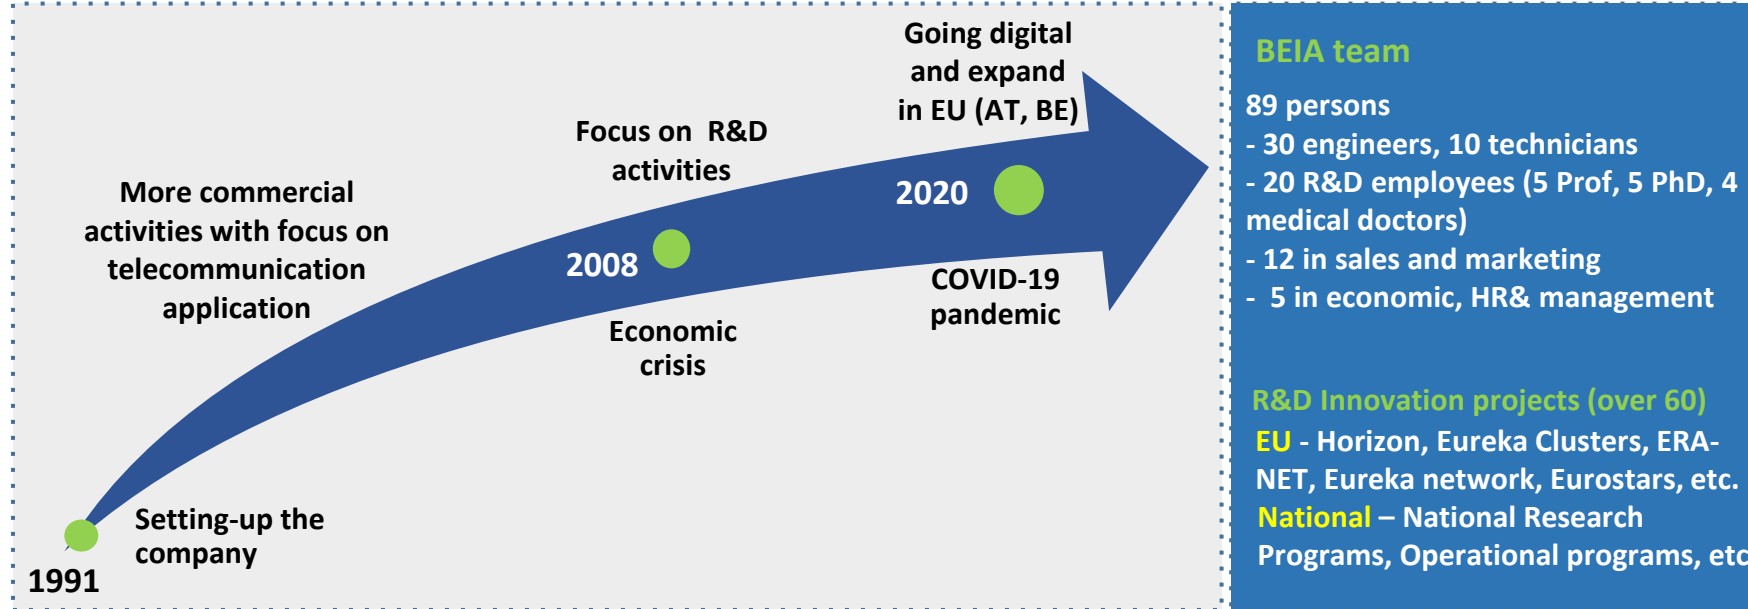 Going digital
and expand
in EU (AT, BE)
Focus on R&D
activities
More commercial
activities with focus on
telecommunication
application
2020
2008
COVID-19
pandemic
Economic
crisis
Setting-up the
company
1991
BEIA team
89 persons
- 30 engineers, 10 technicians
- 20 R&D employees (5 Prof, 5 PhD, 4
medical doctors)
- 12 in sales and marketing
- 5 in economic, HR& management
R&D Innovation projects (over 60)
EU - Horizon, Eureka Clusters, ERA-
NET, Eureka network, Eurostars, etc.
National – National Research
Programs, Operational programs, etc